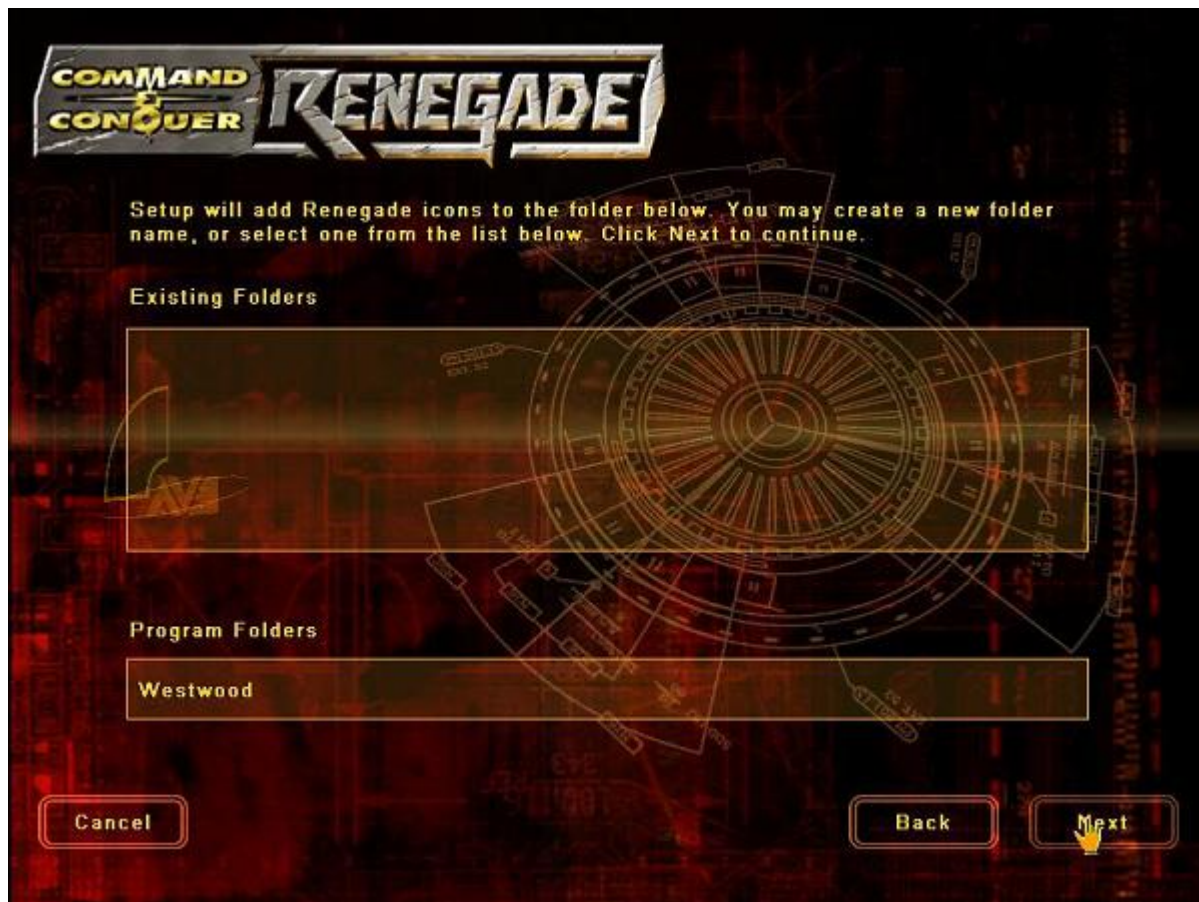 COMMAND
&
CONQUER
RENEGADE
Setup will add Renegade icons to the folder below. You may create a new folder
name, or select one from the list below. Click Next to continue.
Existing Folders
Program Folders
Westwood
Cancel
Back
Next